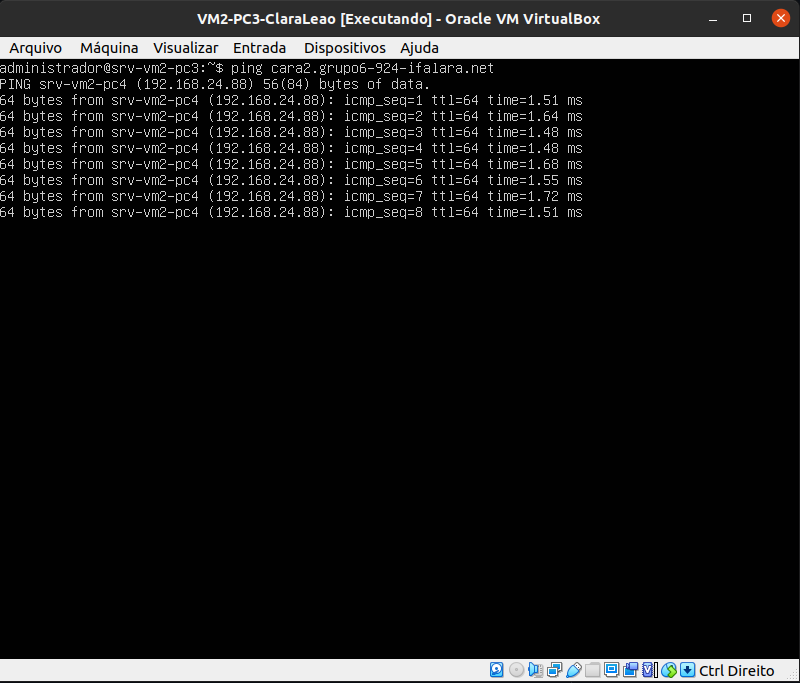 VM2-PC3-ClaraLeao [Executando] - Oracle VM VirtualBox
Arquivo Máquina Visualizar Entrada Dispositivos Ajuda
administrador@srv-vm2-pc3:~$ ping cara2.grupo6-924-ifalara.net
PING srv-vm2-pc4 (192.168.24.88) 56(84) bytes of data.
64 bytes from srv-vm2-pc4 (192.168.24.88): icmp_seq=1 ttl=64 time=1.51 ms
64 bytes from srv-vm2-pc4 (192.168.24.88): icmp_seq=2 ttl=64 time=1.64 ms
64 bytes from srv-vm2-pc4 (192.168.24.88): icmp_seq=3 ttl=64 time=1.48 ms
64 bytes from srv-vm2-pc4 (192.168.24.88): icmp_seq=4 ttl=64 time=1.48 ms
64 bytes from srv-vm2-pc4 (192.168.24.88): icmp_seq=5 ttl=64 time=1.68 ms
64 bytes from srv-vm2-pc4 (192.168.24.88): icmp_seq=6 ttl=64 time=1.55 ms
64 bytes from srv-vm2-pc4 (192.168.24.88): icmp_seq=7 ttl=64 time=1.72 ms
64 bytes from srv-vm2-pc4 (192.168.24.88): icmp_seq=8 ttl=64 time=1.51 ms
Ctrl Direito